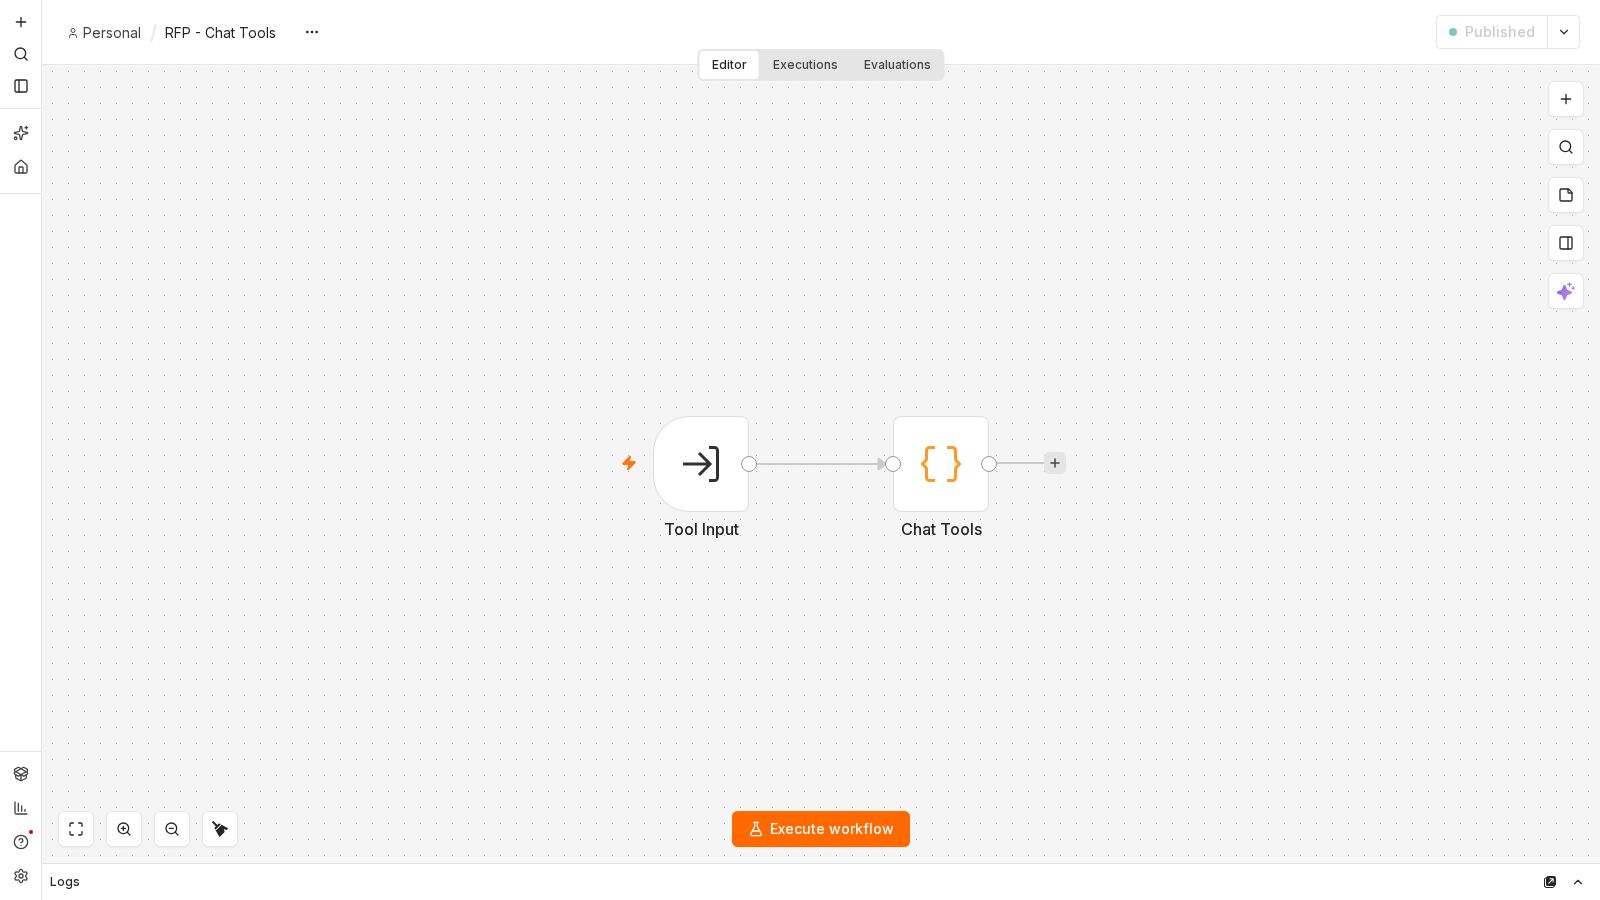 Personal / RFP - Chat Tools
Published
Editor
Executions
Evaluations
Tool Input
Chat Tools
Execute workflow
Logs